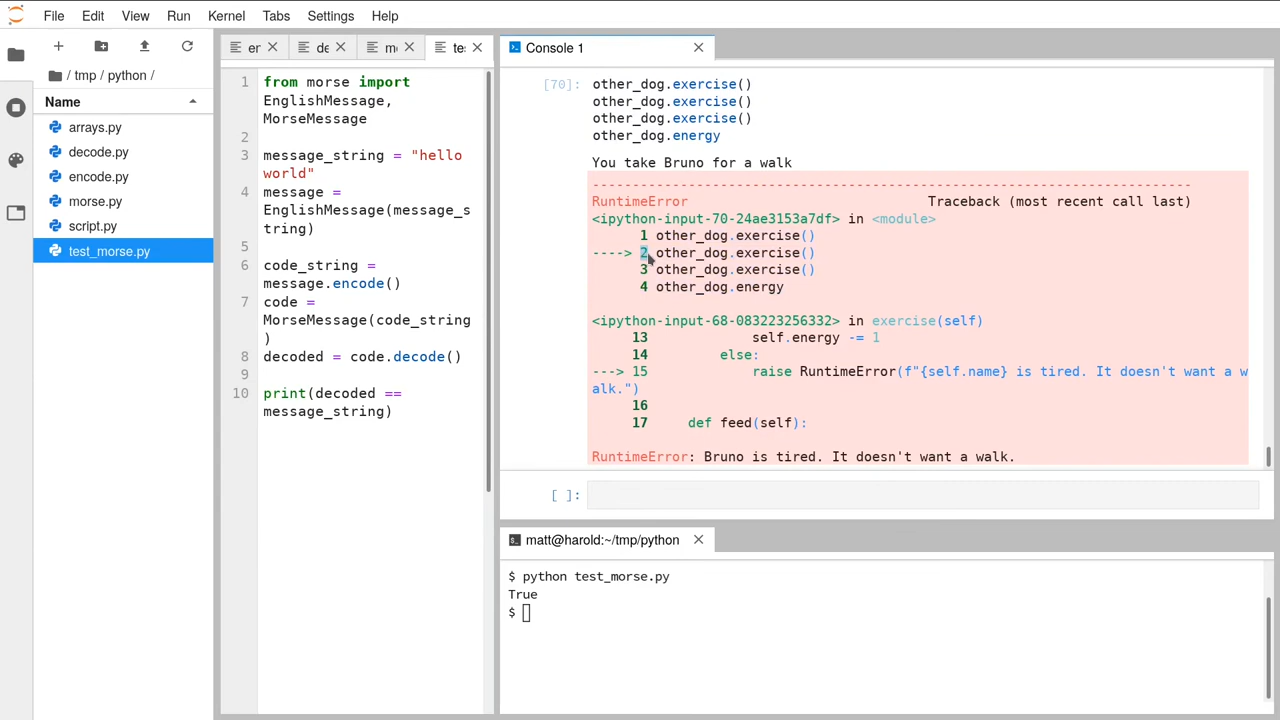 File Edit View Run Kernel Tabs Settings Help
/ tmp / python /
Name
arrays.py
decode.py
encode.py
morse.py
script.py
test_morse.py
er
de
me
tes
1 from morse import
EnglishMessage,
MorseMessage
2
3 message_string = "hello
world"
4 message =
EnglishMessage(message_s
tring)
5
6 code_string =
message.encode()
7 code =
MorseMessage(code_string
)
8 decoded = code.decode()
9
10 print(decoded ==
message_string)
Console 1
[70]: other_dog.exercise()
other_dog.exercise()
other_dog.exercise()
other_dog.energy
You take Bruno for a walk
---------------------------------------------------------------------------
RuntimeError Traceback (most recent call last)
<ipython-input-70-24ae3153a7df> in <module>
1 other_dog.exercise()
----> 2 other_dog.exercise()
3 other_dog.exercise()
4 other_dog.energy
<ipython-input-68-083223256332> in exercise(self)
13 self.energy -= 1
14 else:
---> 15 raise RuntimeError(f"{self.name} is tired. It doesn't want a w
alk.")
16
17 def feed(self):
RuntimeError: Bruno is tired. It doesn't want a walk.
[ ]:
matt@harold:~/tmp/python
$ python test_morse.py
True
$